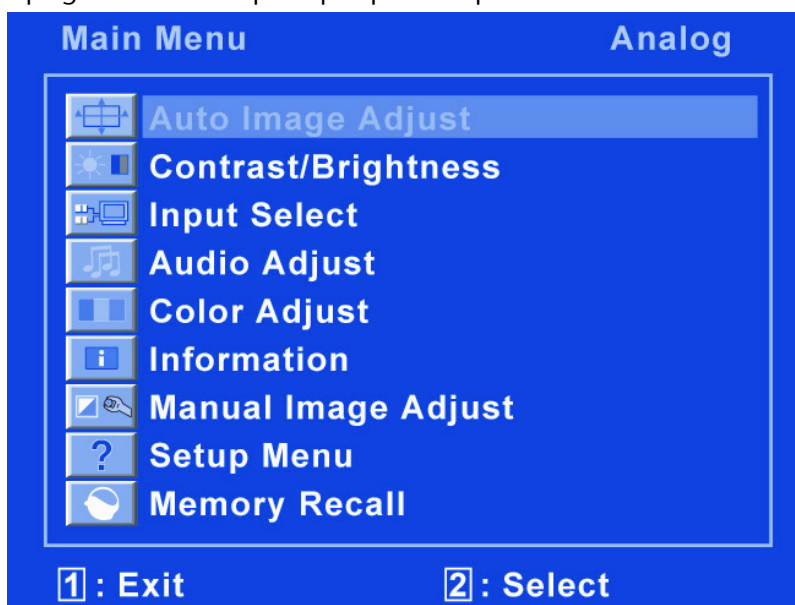 Main Menu Analog
Auto Image Adjust
Contrast/Brightness
Input Select
Audio Adjust
Color Adjust
i Information
Manual Image Adjust
? Setup Menu
Memory Recall
1 : Exit 2 : Select